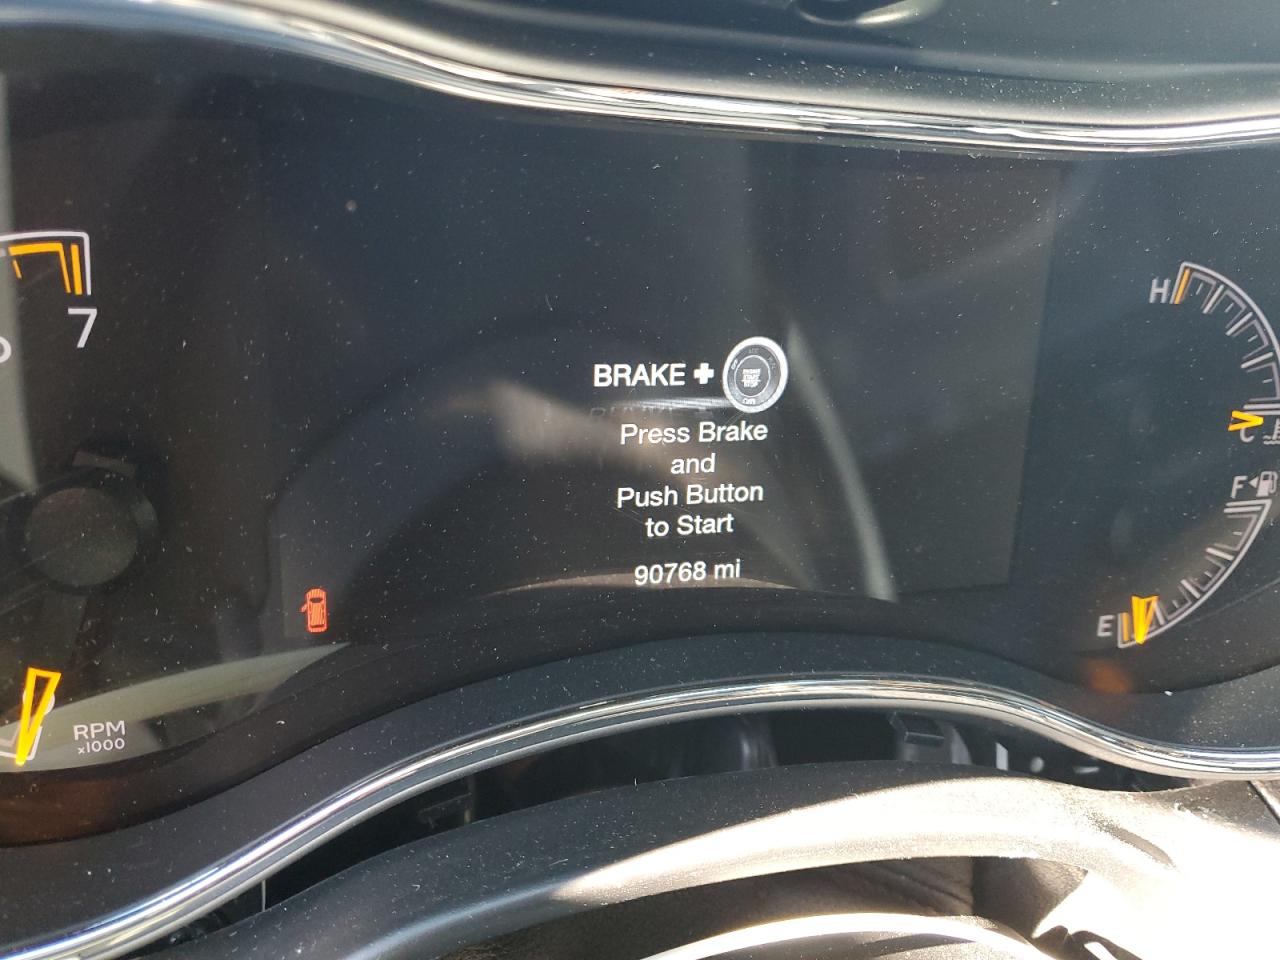 7
H
BRAKE +
C
Press Brake
and
F
Push Button
to Start
90768 mi
E
RPM
x1000